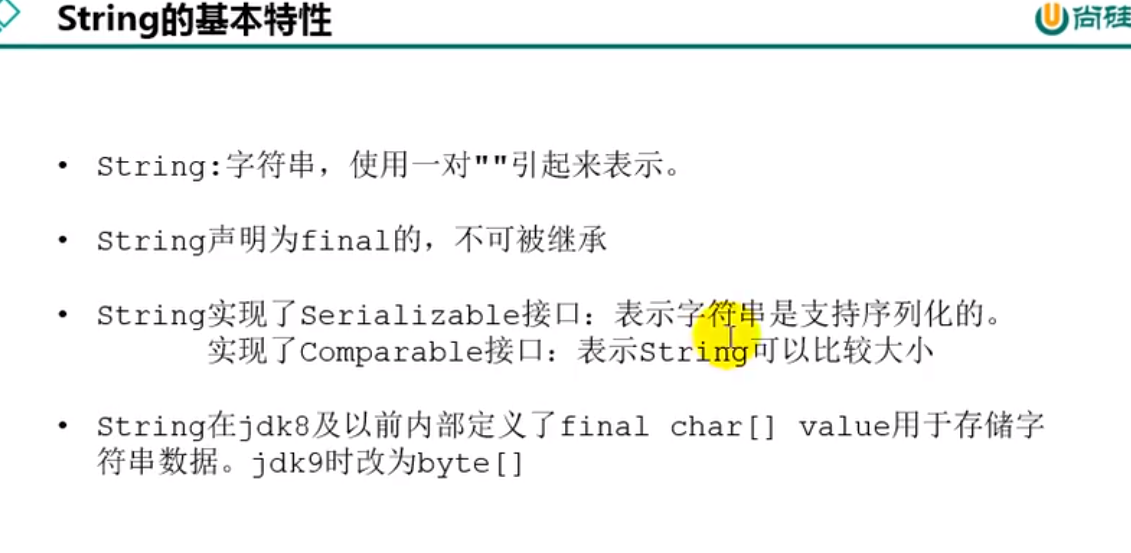 String的基本特性
尚硅
• String:字符串，使用一对""引起来表示。
• String声明为final的，不可被继承
• String实现了Serializable接口：表示字符串是支持序列化的。
实现了Comparable接口：表示String可以比较大小
• String在jdk8及以前内部定义了final char[] value用于存储字
符串数据。jdk9时改为byte[]